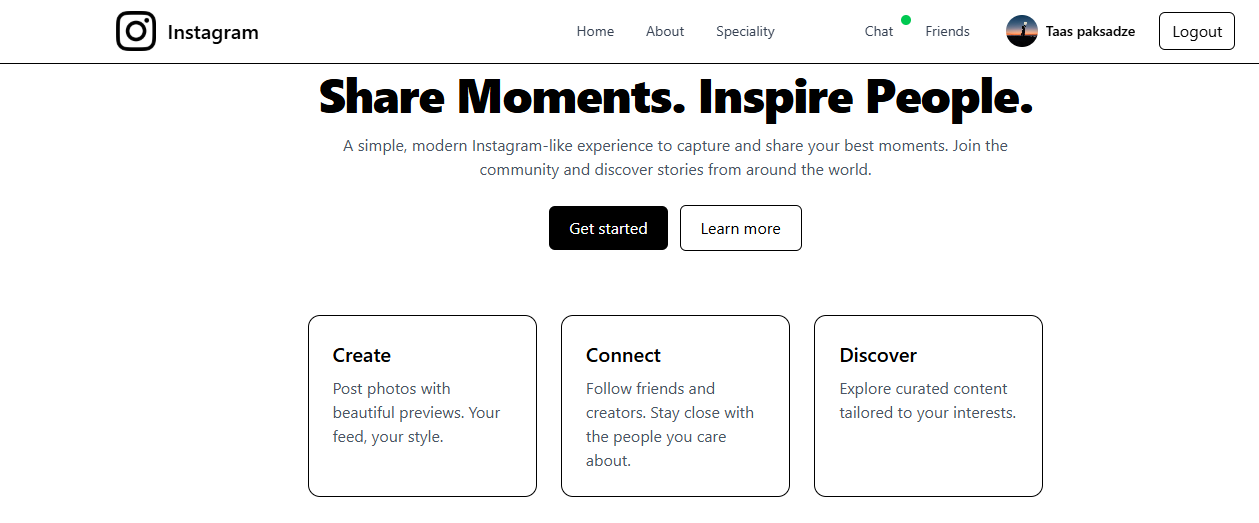 Instagram
Home About Speciality Chat Friends Taas paksadze Logout
Share Moments. Inspire People.
A simple, modern Instagram-like experience to capture and share your best moments. Join the
community and discover stories from around the world.
Get started Learn more
Create
Post photos with
beautiful previews. Your
feed, your style.
Connect
Follow friends and
creators. Stay close with
the people you care
about.
Discover
Explore curated content
tailored to your interests.